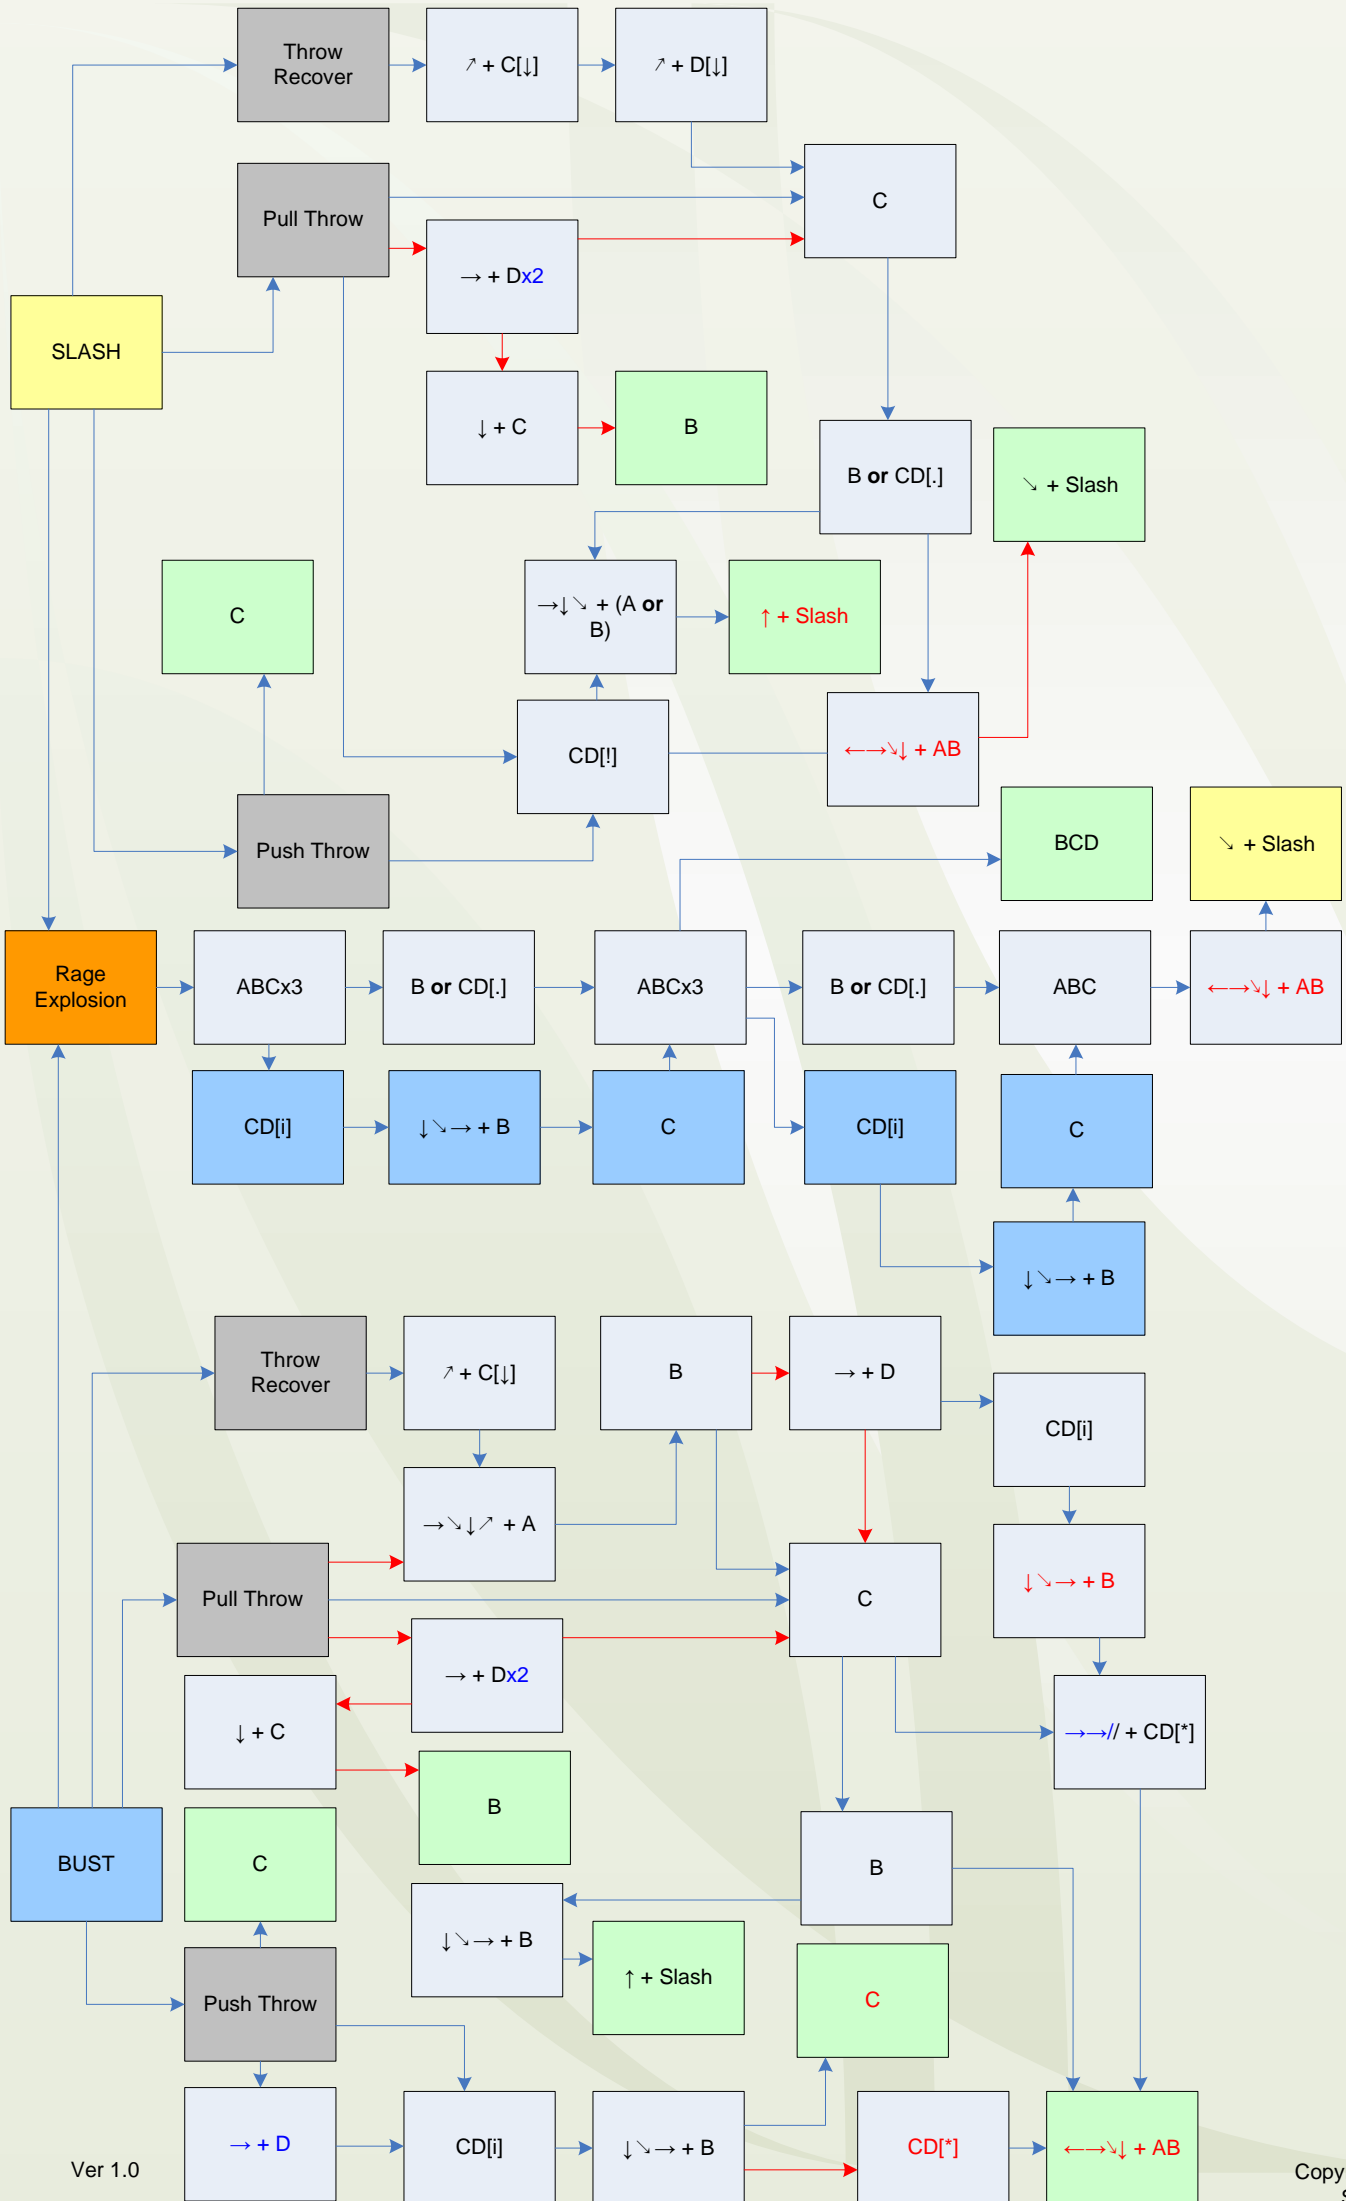 Throw
Recover
↗ + C[↓]
↗ + D[↓]
C
Pull Throw
→ + Dx2
SLASH
↓ + C
B
B or CD[.]
↘ + Slash
C
→↓↘ + (A or
B)
↑ + Slash
CD[!]
←→↘↓ + AB
Push Throw
BCD
↘ + Slash
Rage
Explosion
ABCx3
B or CD[.]
ABCx3
B or CD[.]
ABC
←→↘↓ + AB
CD[i]
↓↘→ + B
C
CD[i]
C
↓↘→ + B
Throw
Recover
↗ + C[↓]
B
→ + D
CD[i]
→↘↓↗ + A
↓↘→ + B
Pull Throw
C
→ + Dx2
↓ + C
→→// + CD[*]
B
BUST
C
B
↓↘→ + B
↑ + Slash
C
Push Throw
→ + D
CD[i]
↓↘→ + B
CD[*]
←→↘↓ + AB
Ver 1.0
Copy